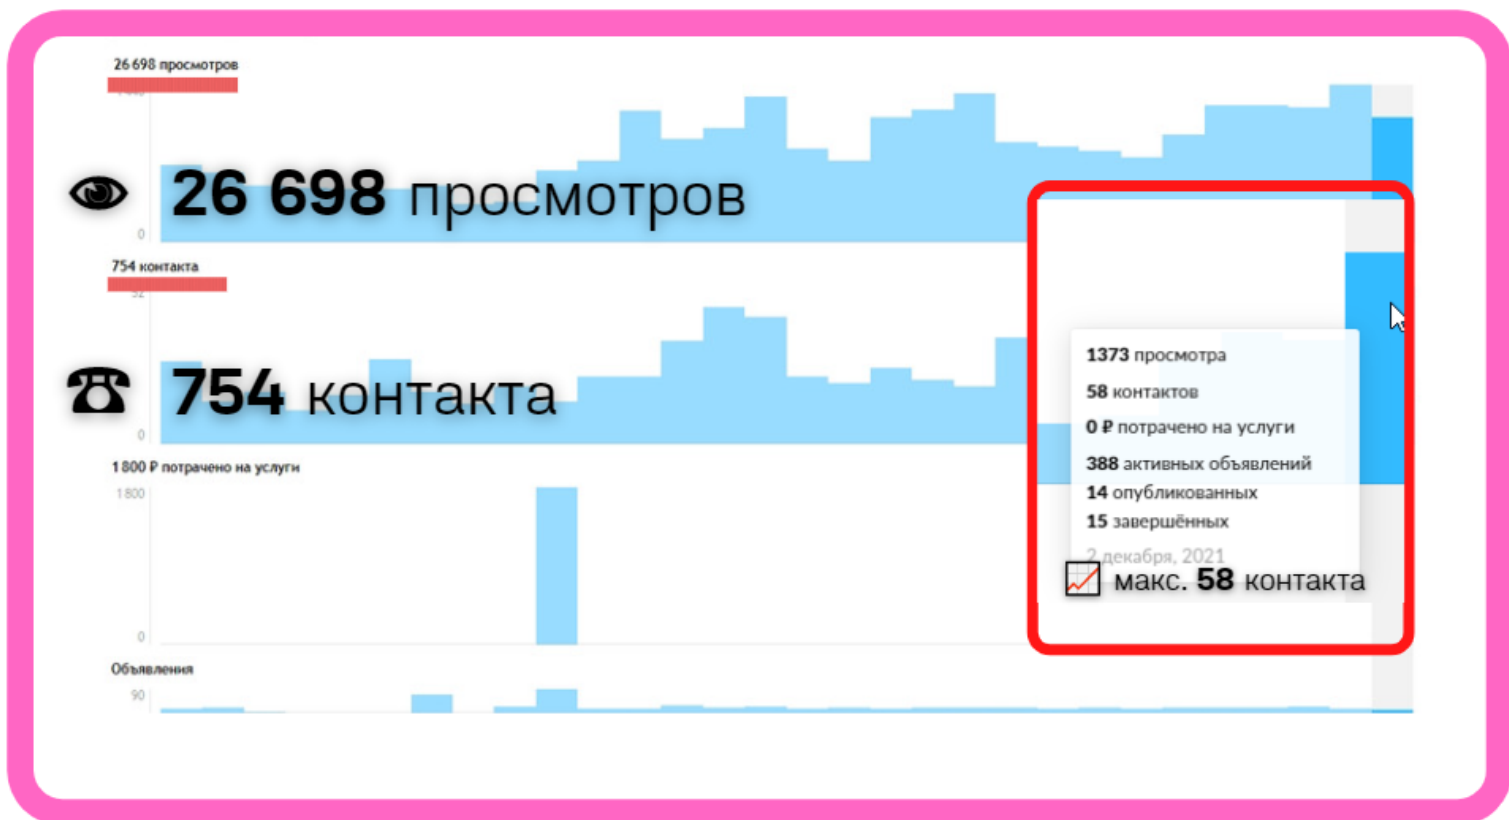 26 698 просмотров
0
26 698 просмотров
754 контакта
0
754 контакта
1 800 ₽ потрачено на услуги
1 800
0
Объявления
90
1373 просмотра
58 контактов
0 ₽ потрачено на услуги
388 активных объявлений
14 опубликованных
15 завершённых
2 декабря, 2021
макс. 58 контакта